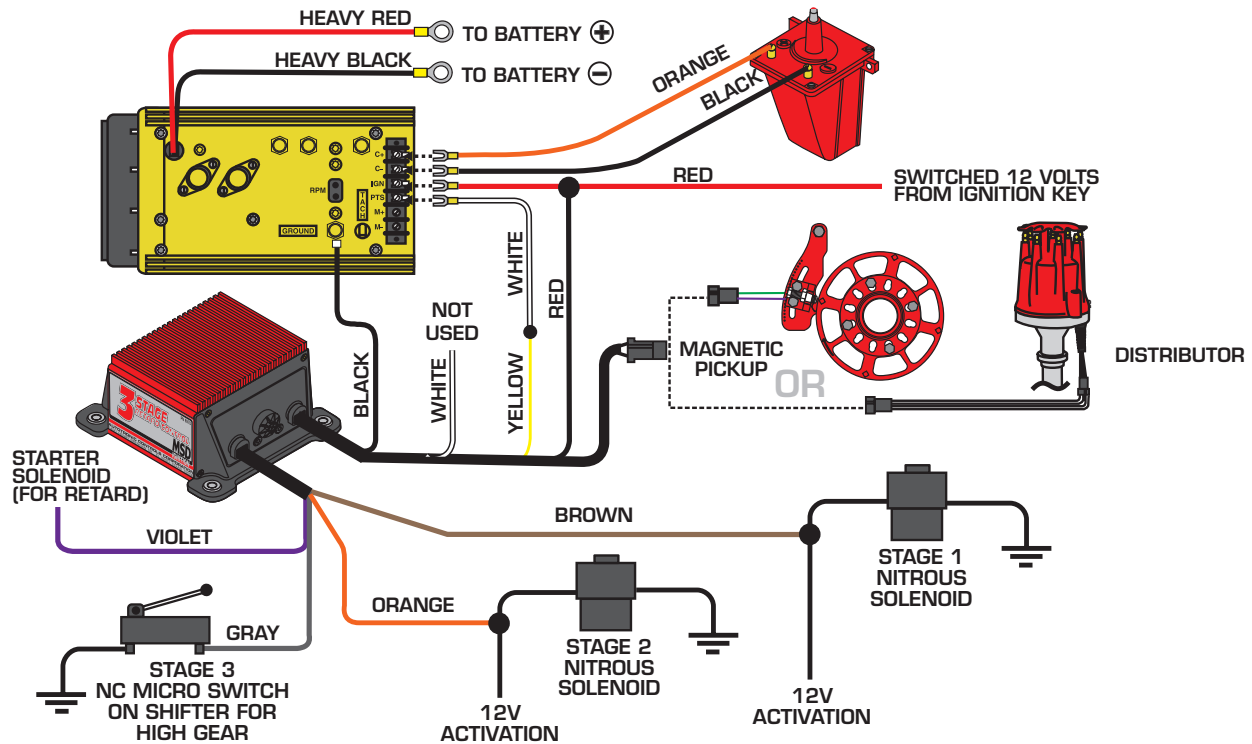 HEAVY RED
TO BATTERY +
HEAVY BLACK
TO BATTERY −
ORANGE
BLACK
C+
C-
IGN
PTS
M+
M-
RPM
TACH
GROUND
RED
SWITCHED 12 VOLTS
FROM IGNITION KEY
WHITE
RED
NOT
USED
BLACK
WHITE
YELLOW
MAGNETIC
PICKUP
OR
DISTRIBUTOR
3
STAGE
MSD
STARTER
SOLENOID
(FOR RETARD)
VIOLET
BROWN
STAGE 1
NITROUS
SOLENOID
ORANGE
GRAY
STAGE 2
NITROUS
SOLENOID
STAGE 3
NC MICRO SWITCH
ON SHIFTER FOR
HIGH GEAR
12V
ACTIVATION
12V
ACTIVATION